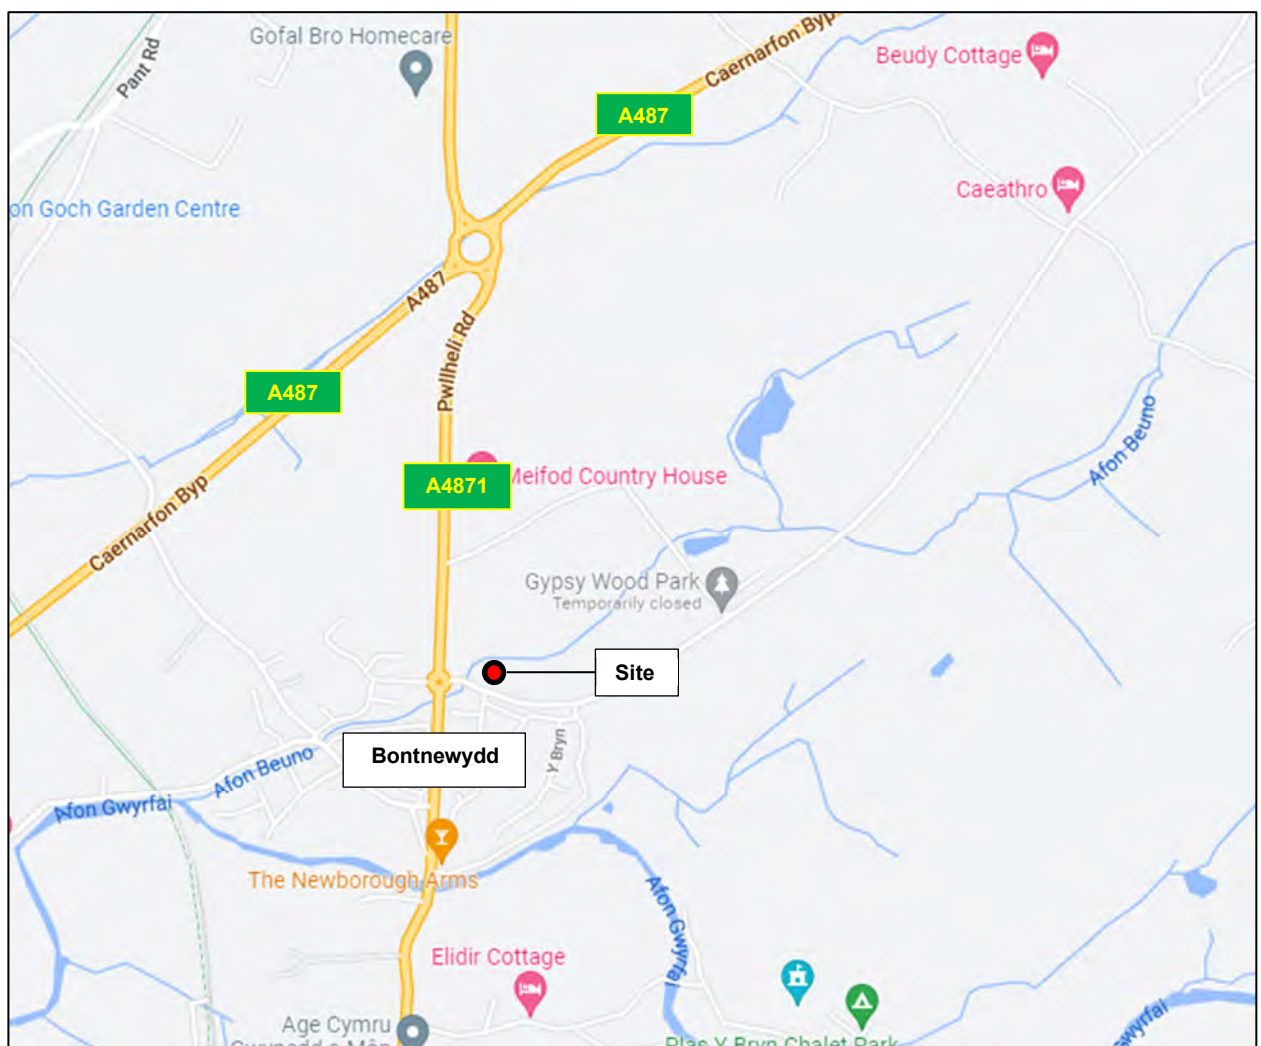 Gofal Bro Homecare
Caernarfon Byp
Pant Rd
Beudy Cottage
A487
Caeathro
on Goch Garden Centre
A487
Pwllheli Rd
A487
Afon Beuno
A4871
Meifod Country House
Caernarfon Byp
Gypsy Wood Park
Temporarily closed
Site
Bontnewydd
Y Bryn
Afon Beuno
Afon Gwyrfai
The Newborough Arms
Afon Gwyrfai
Elidir Cottage
Age Cymru
Gwynedd a Môn
Plas Y Bryn Chalet Park
Gwyrfai